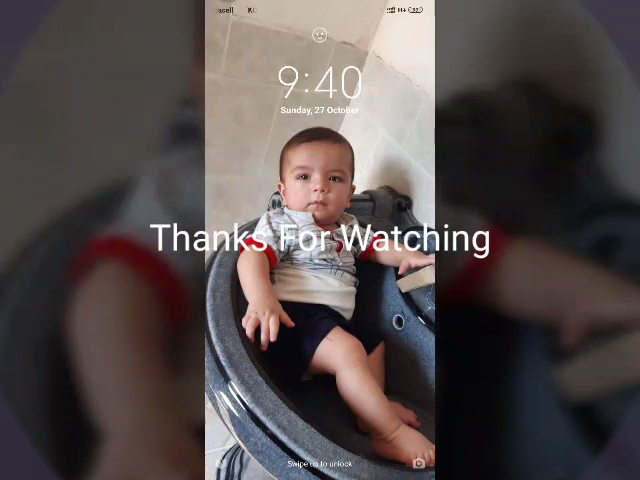 9:40
Sunday, 27 October
Thanks For Watching
Swipe up to unlock